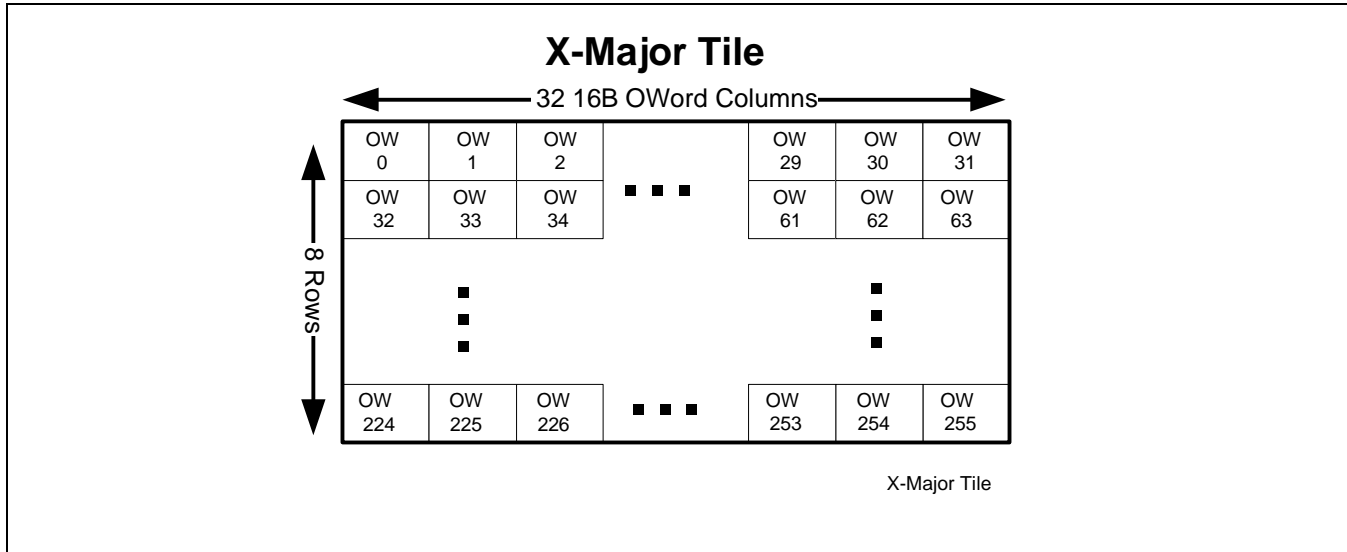 X-Major Tile
32 16B OWord Columns
OW 0 OW 1 OW 2 OW 29 OW 30 OW 31
OW 32 OW 33 OW 34 OW 61 OW 62 OW 63
8 Rows
OW 224 OW 225 OW 226 OW 253 OW 254 OW 255
X-Major Tile